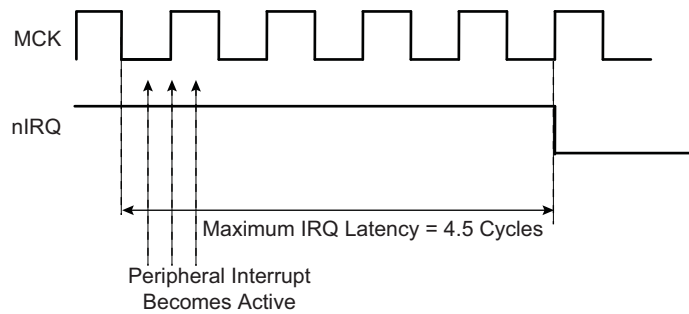 MCK
nIRQ
Maximum IRQ Latency = 4.5 Cycles
Peripheral Interrupt
Becomes Active